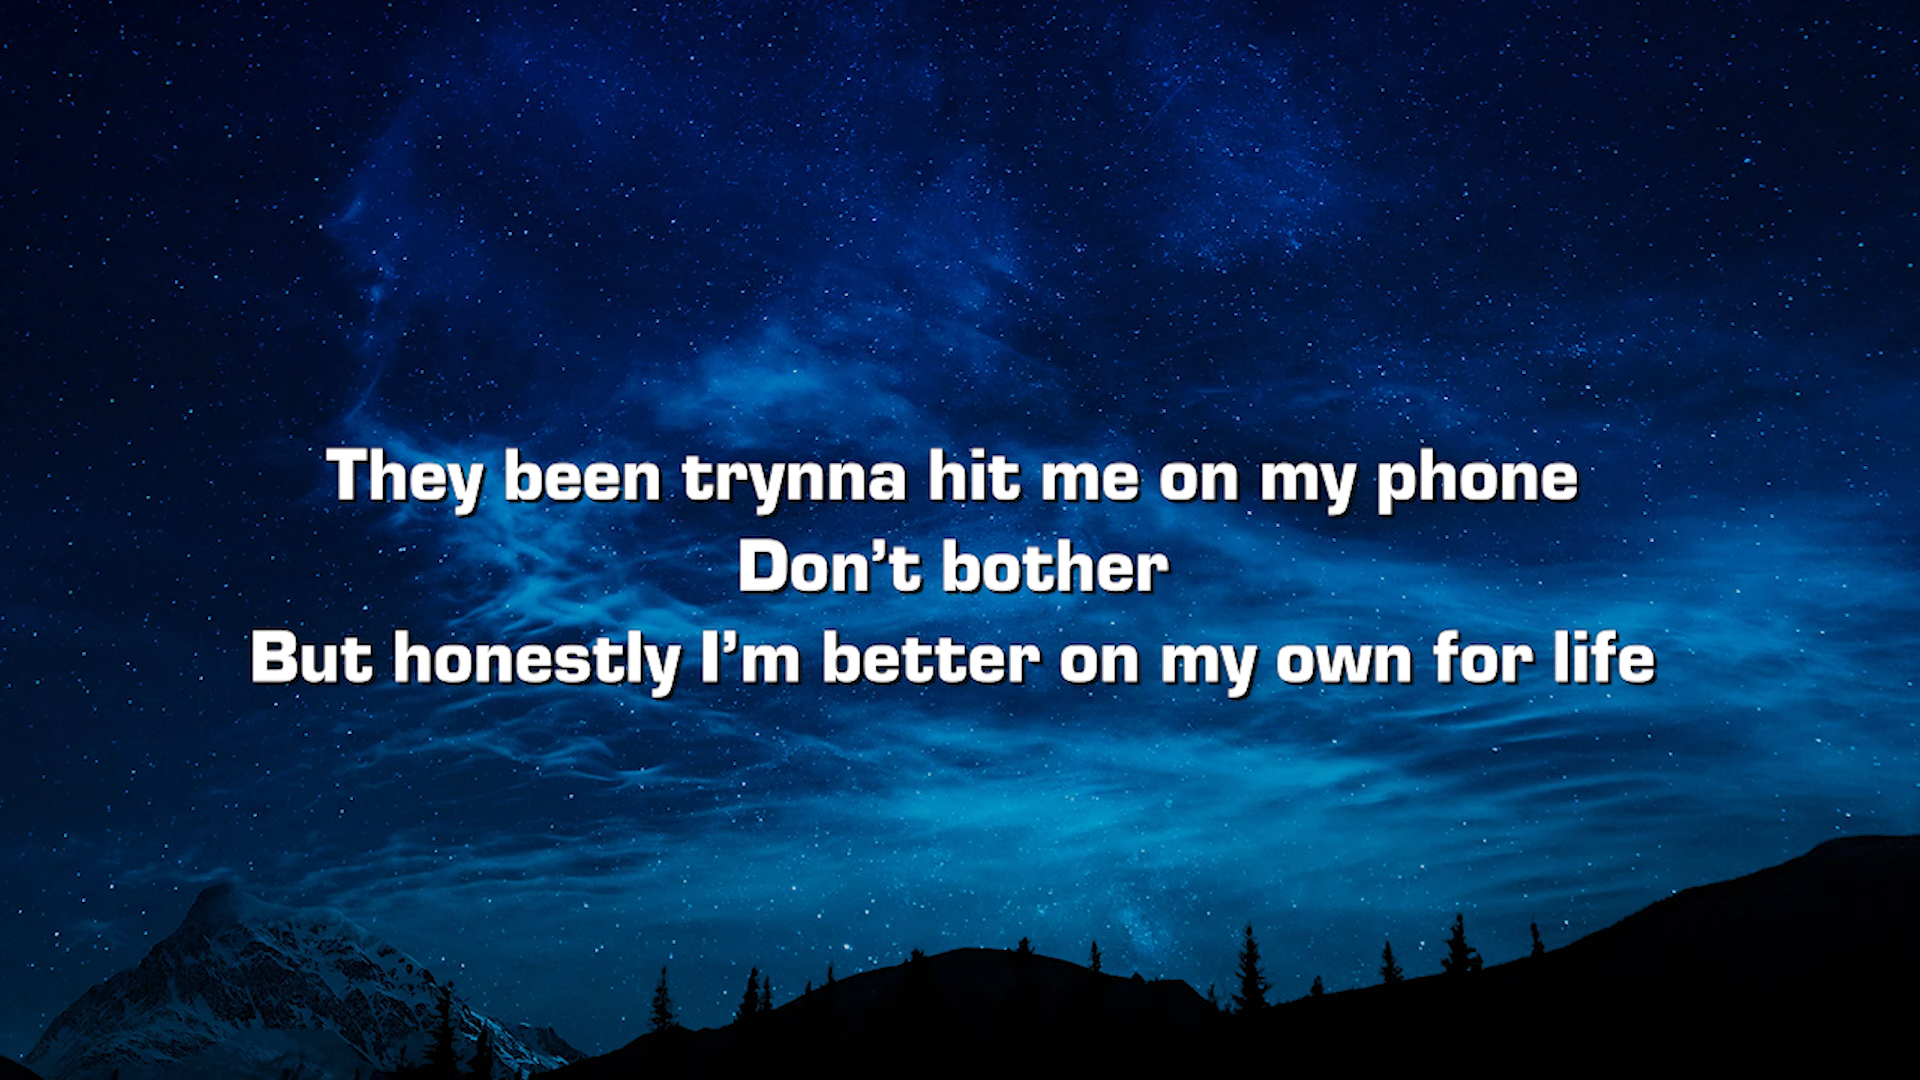 They been trynna hit me on my phone
Don’t bother
But honestly I’m better on my own for life